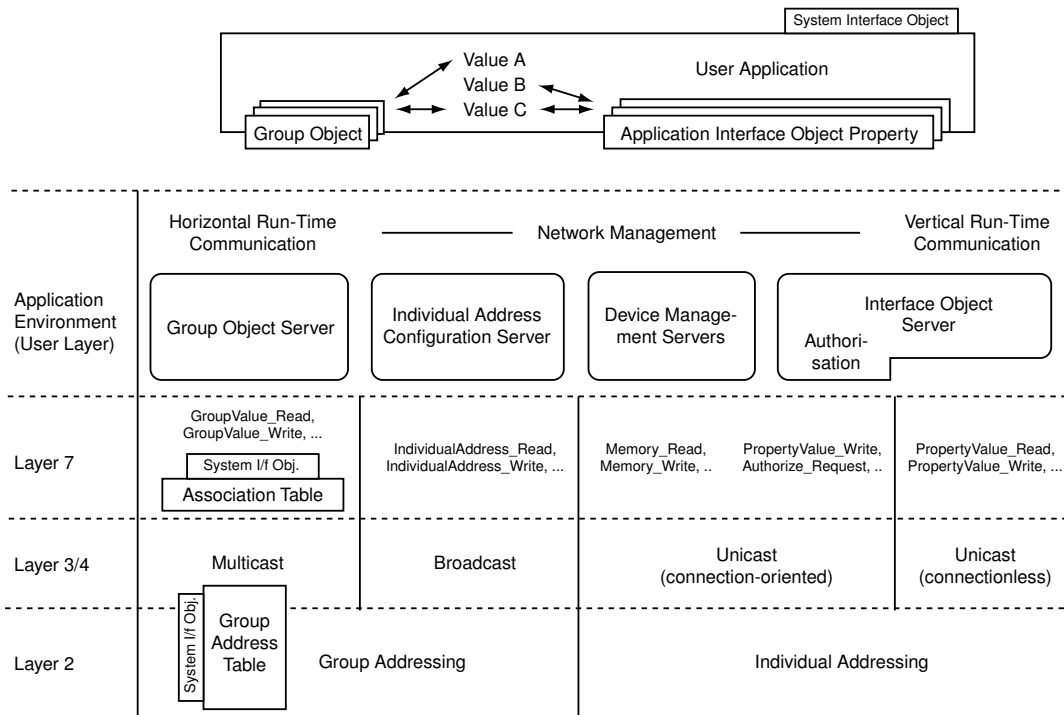 System Interface Object
Value A
User Application
Value B
Value C
Group Object
Application Interface Object Property
Horizontal Run-Time
Communication
Network Management
Vertical Run-Time
Communication
Application
Environment
(User Layer)
Group Object Server
Individual Address
Configuration Server
Device Manage-
ment Servers
Interface Object
Server
Authori-
sation
Layer 7
GroupValue_Read,
GroupValue_Write, ...
System I/f Obj.
Association Table
IndividualAddress_Read,
IndividualAddress_Write, ...
Memory_Read,
Memory_Write, ..
PropertyValue_Write,
Authorize_Request, ..
PropertyValue_Read,
PropertyValue_Write, ...
Layer 3/4
Multicast
Broadcast
Unicast
(connection-oriented)
Unicast
(connectionless)
Layer 2
System I/f Obj.
Group
Address
Table
Group Addressing
Individual Addressing